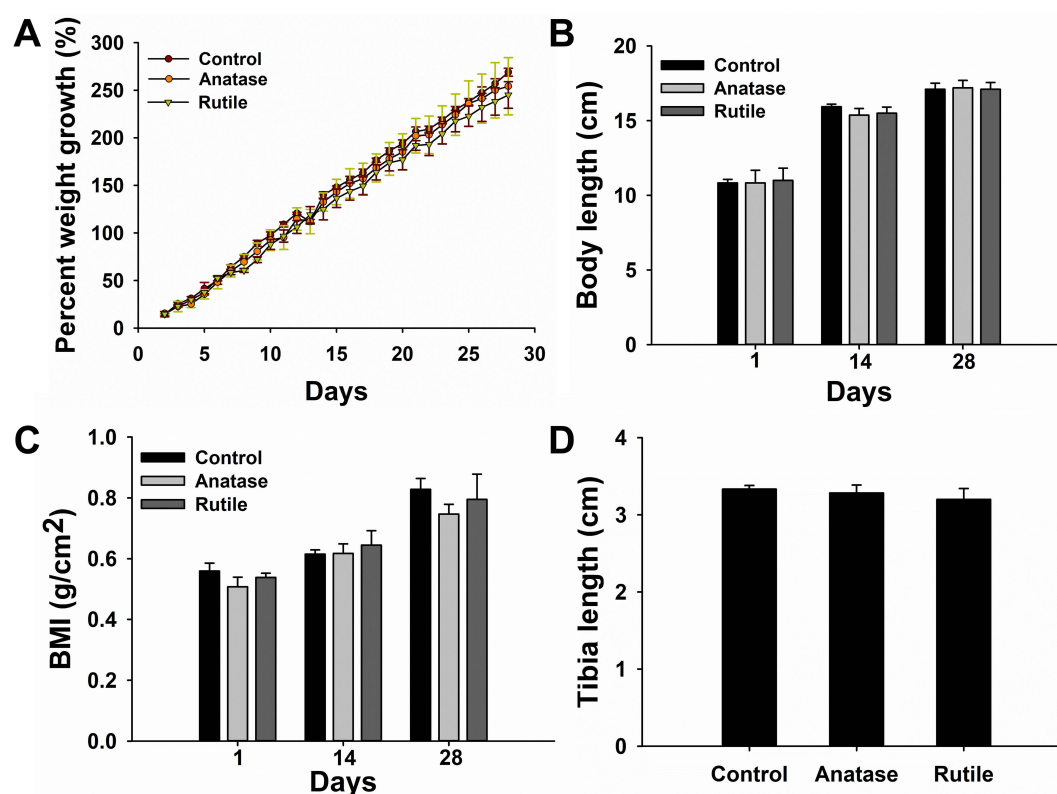 A
Percent weight growth (%)
300
250
200
150
100
50
0
Control
Anatase
Rutile
0 5 10 15 20 25 30
Days
B
Body length (cm)
20
15
10
5
0
Control
Anatase
Rutile
1 14 28
Days
C
BMI (g/cm²)
1.0
0.8
0.6
0.4
0.2
0.0
Control
Anatase
Rutile
1 14 28
Days
D
Tibia length (cm)
4
3
2
1
0
Control Anatase Rutile